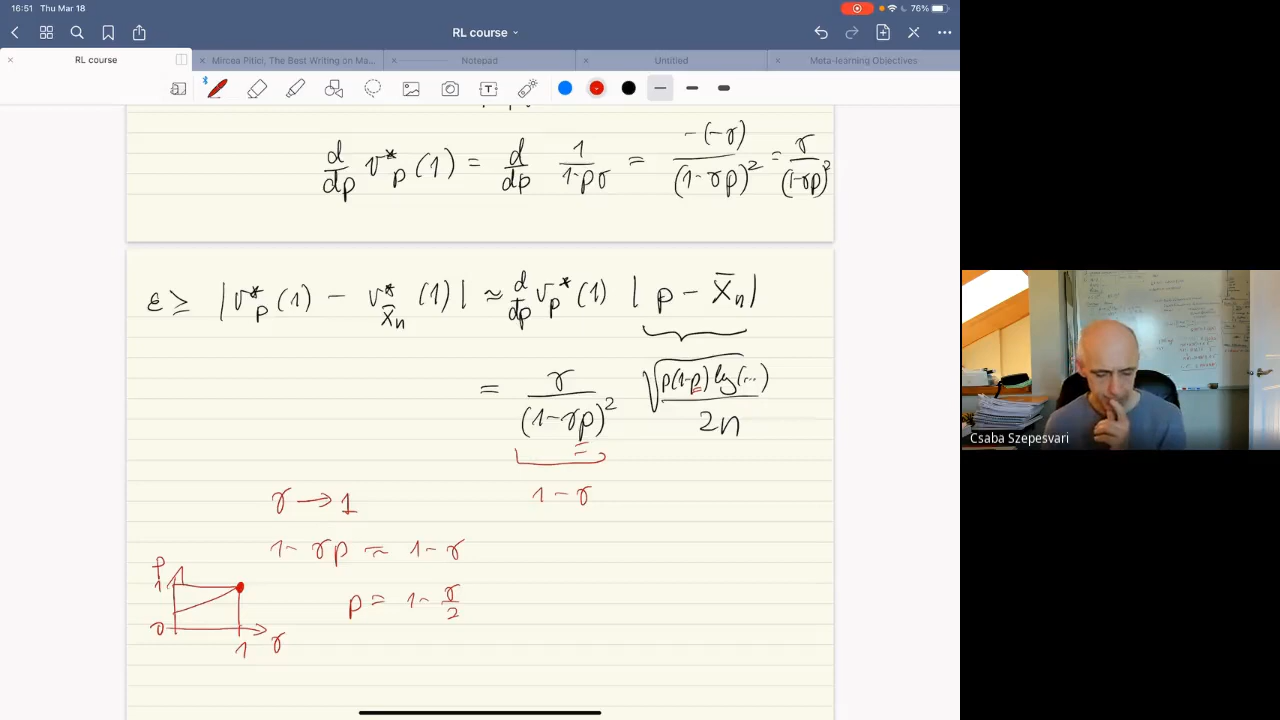 16:51 Thu Mar 18
76%
RL course
RL course
Mircea Pitici, The Best Writing on Ma...
Notepad
Untitled
Meta-learning Objectives
d/dp v*_p (1) = d/dp 1/(1-pγ) = -(-γ)/(1-γp)² = γ/(1-γp)²
ε ≥ |v*_p (1) - v*_X̄n (1)| ≈ d/dp v_p* (1) |p - X̄n|
= γ/(1-γp)² √p(1-p) log(...)/2n
γ → 1
1 - γ
1 - γp ≈ 1 - γ
p
1
p = 1 - γ/2
0
1 γ
Csaba Szepesvari